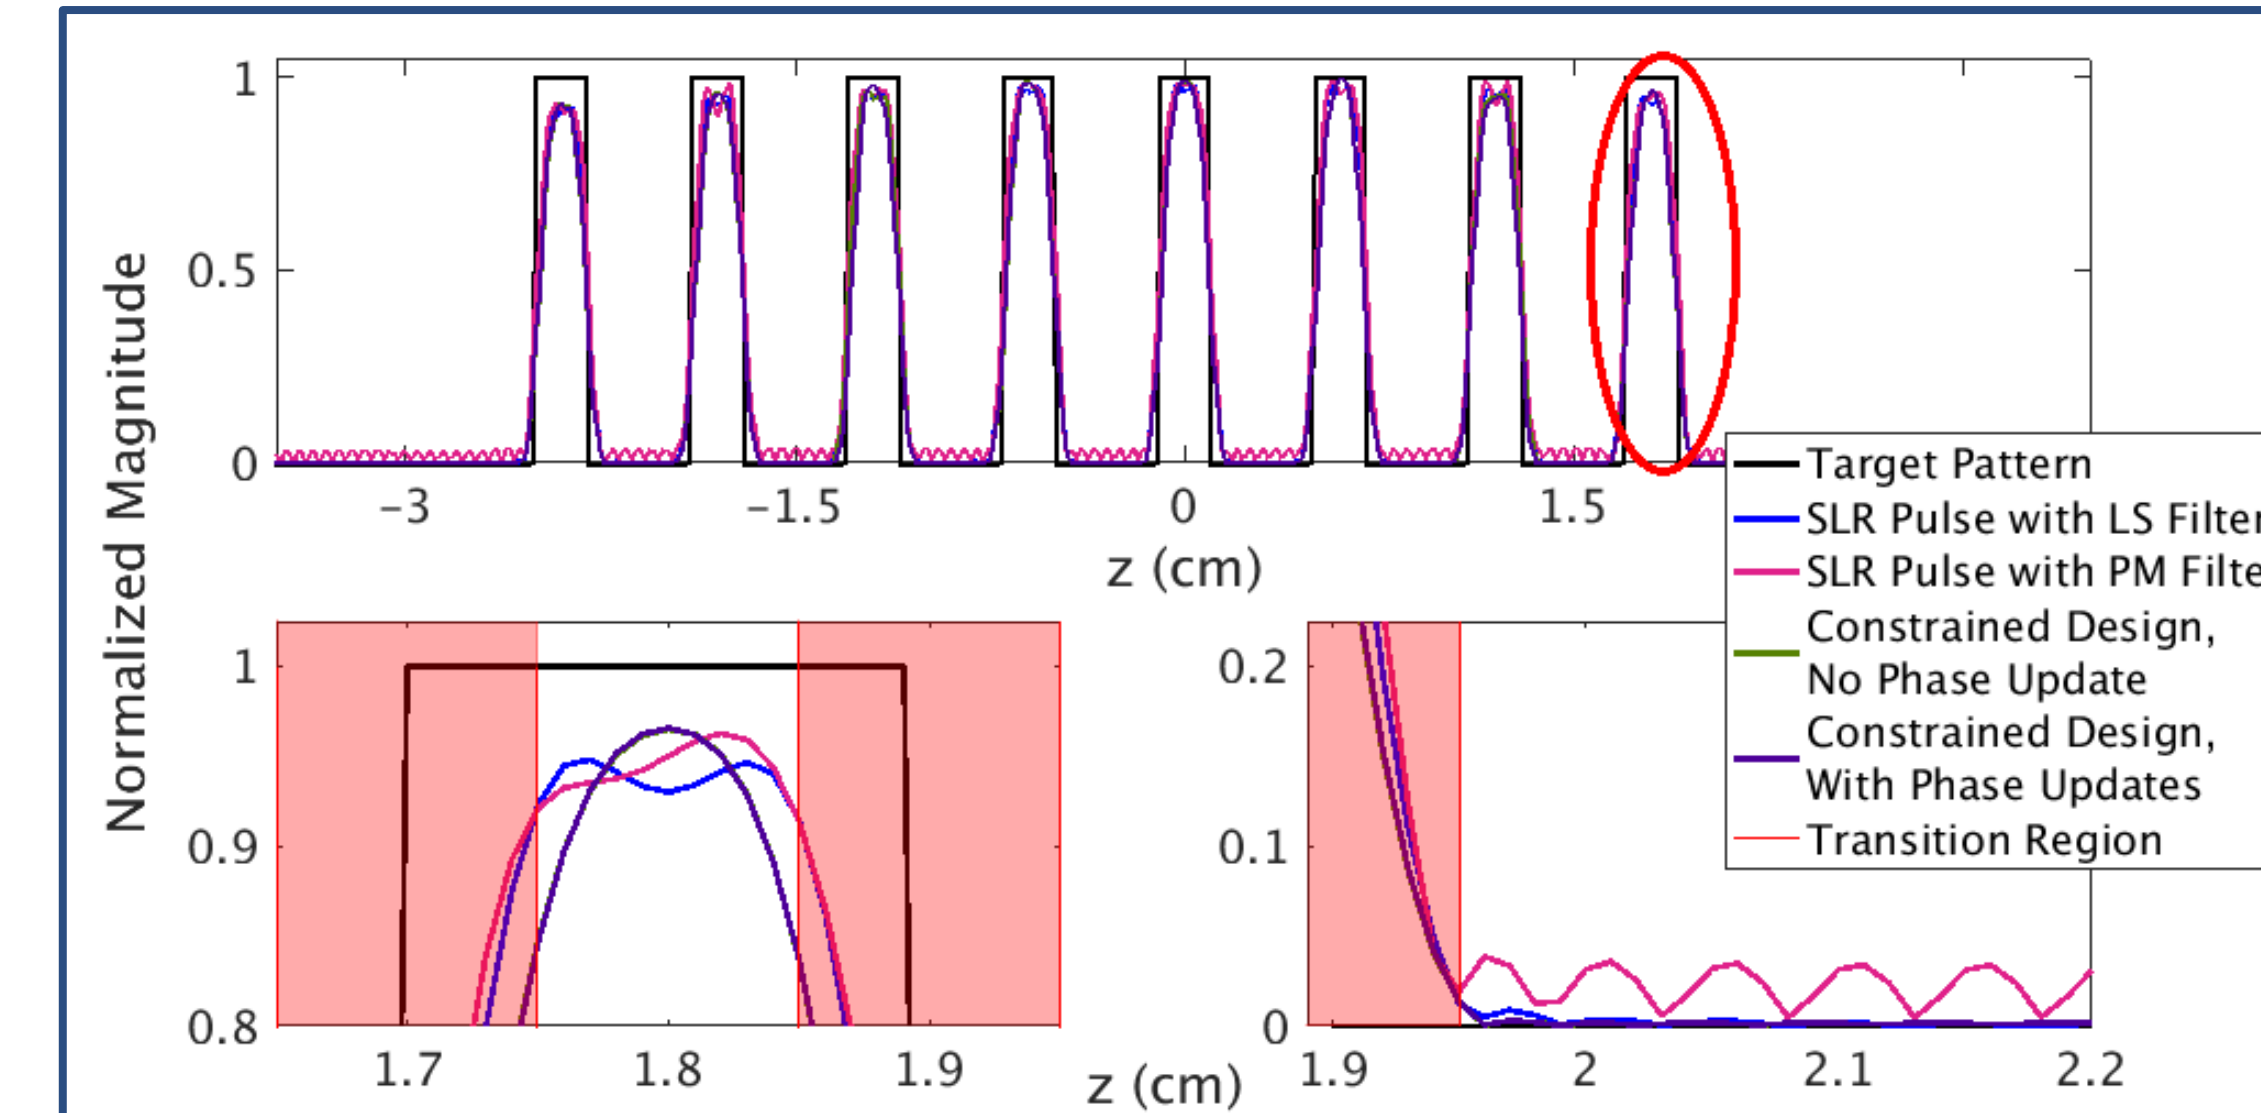 1
0.5
0
−3
−1.5
0
1.5
z (cm)
Normalized Magnitude
Target Pattern
SLR Pulse with LS Filter
SLR Pulse with PM Filte
Constrained Design,
No Phase Update
Constrained Design,
With Phase Updates
Transition Region
1
0.9
0.8
1.7
1.8
1.9
z (cm)
0.2
0.1
0
1.9
2
2.1
2.2